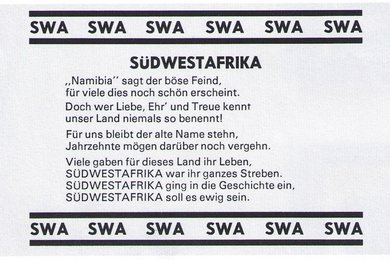 SWA SWA SWA SWA SWA SWA
SÜDWESTAFRIKA
,,Namibia'' sagt der böse Feind,
für viele dies noch schön erscheint.
Doch wer Liebe, Ehr' und Treue kennt
unser Land niemals so benennt!
Für uns bleibt der alte Name stehn,
Jahrzehnte mögen darüber noch vergehn.
Viele gaben für dieses Land ihr Leben,
SÜDWESTAFRIKA war ihr ganzes Streben.
SÜDWESTAFRIKA ging in die Geschichte ein,
SÜDWESTAFRIKA soll es ewig sein.
SWA SWA SWA SWA SWA SWA